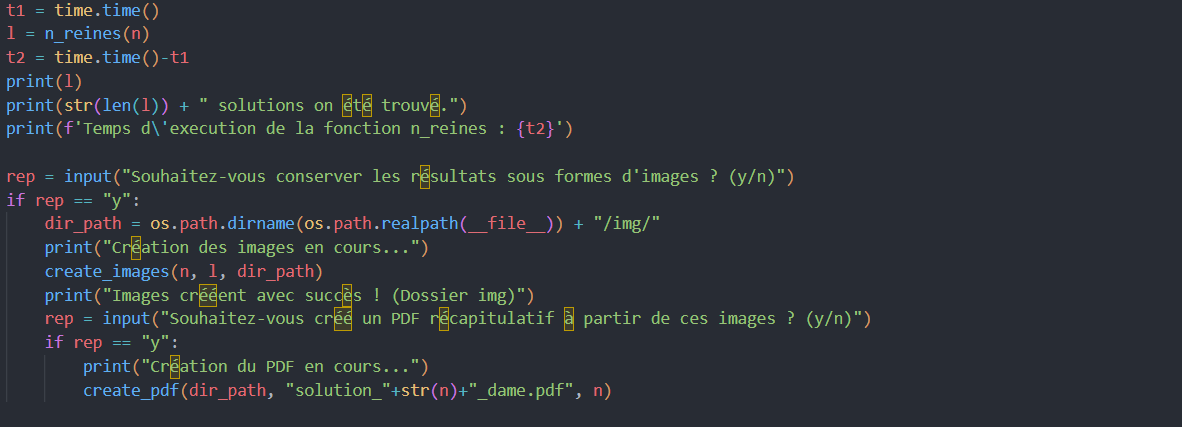 t1 = time.time()
l = n_reines(n)
t2 = time.time()-t1
print(l)
print(str(len(l)) + " solutions on été trouvé.")
print(f'Temps d\'execution de la fonction n_reines : {t2}')

rep = input("Souhaitez-vous conserver les résultats sous formes d'images ? (y/n)")
if rep == "y":
    dir_path = os.path.dirname(os.path.realpath(__file__)) + "/img/"
    print("Création des images en cours...")
    create_images(n, l, dir_path)
    print("Images crééent avec succès ! (Dossier img)")
    rep = input("Souhaitez-vous créé un PDF récapitulatif à partir de ces images ? (y/n)")
    if rep == "y":
        print("Création du PDF en cours...")
        create_pdf(dir_path, "solution_"+str(n)+"_dame.pdf", n)